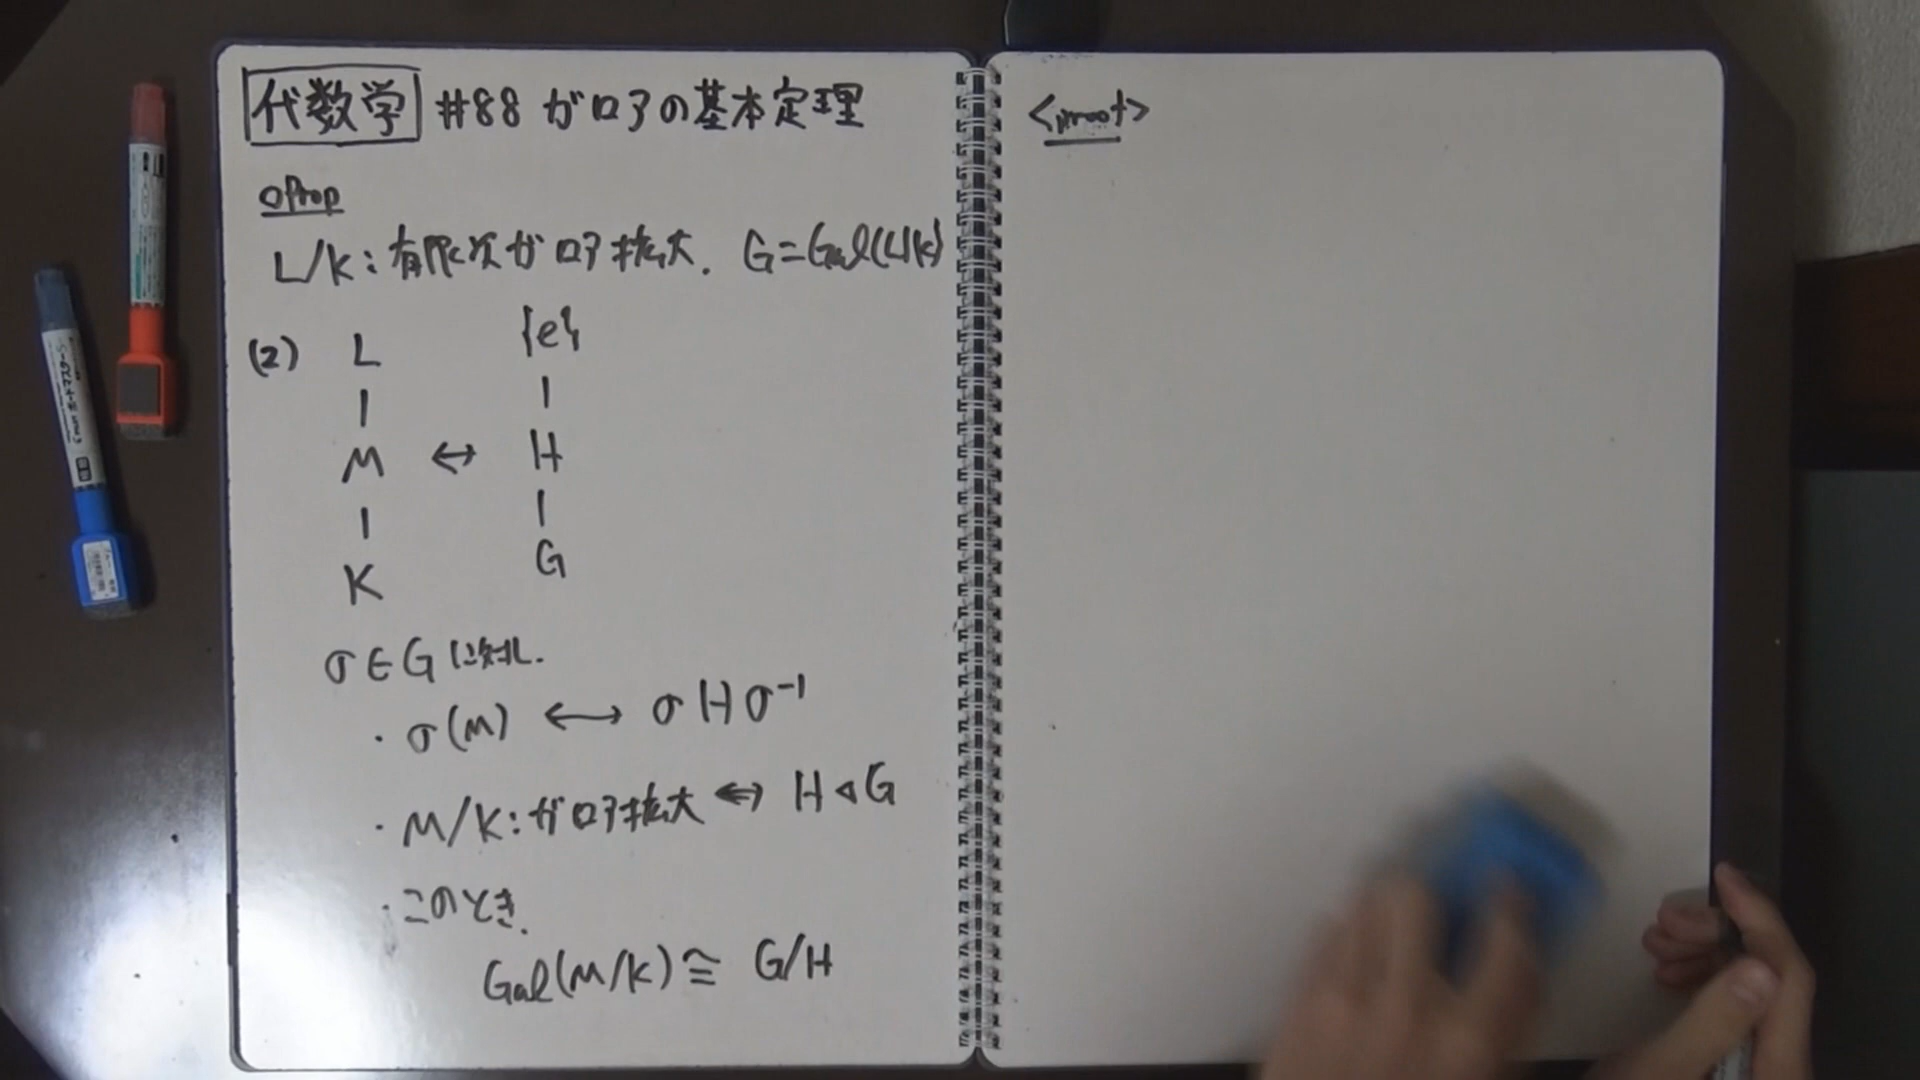 代数学 #88 ガロアの基本定理
○Prop
L/K:有限次ガロア拡大. G=Gal(L/K)
(2) L {e}
| |
M ↔ H
| |
K G
σ∈Gに対し.
・σ(M) ⟷ σHσ⁻¹
・M/K:ガロア拡大 ⇔ H◁G
・このとき.
Gal(M/K)≅G/H
<proof>